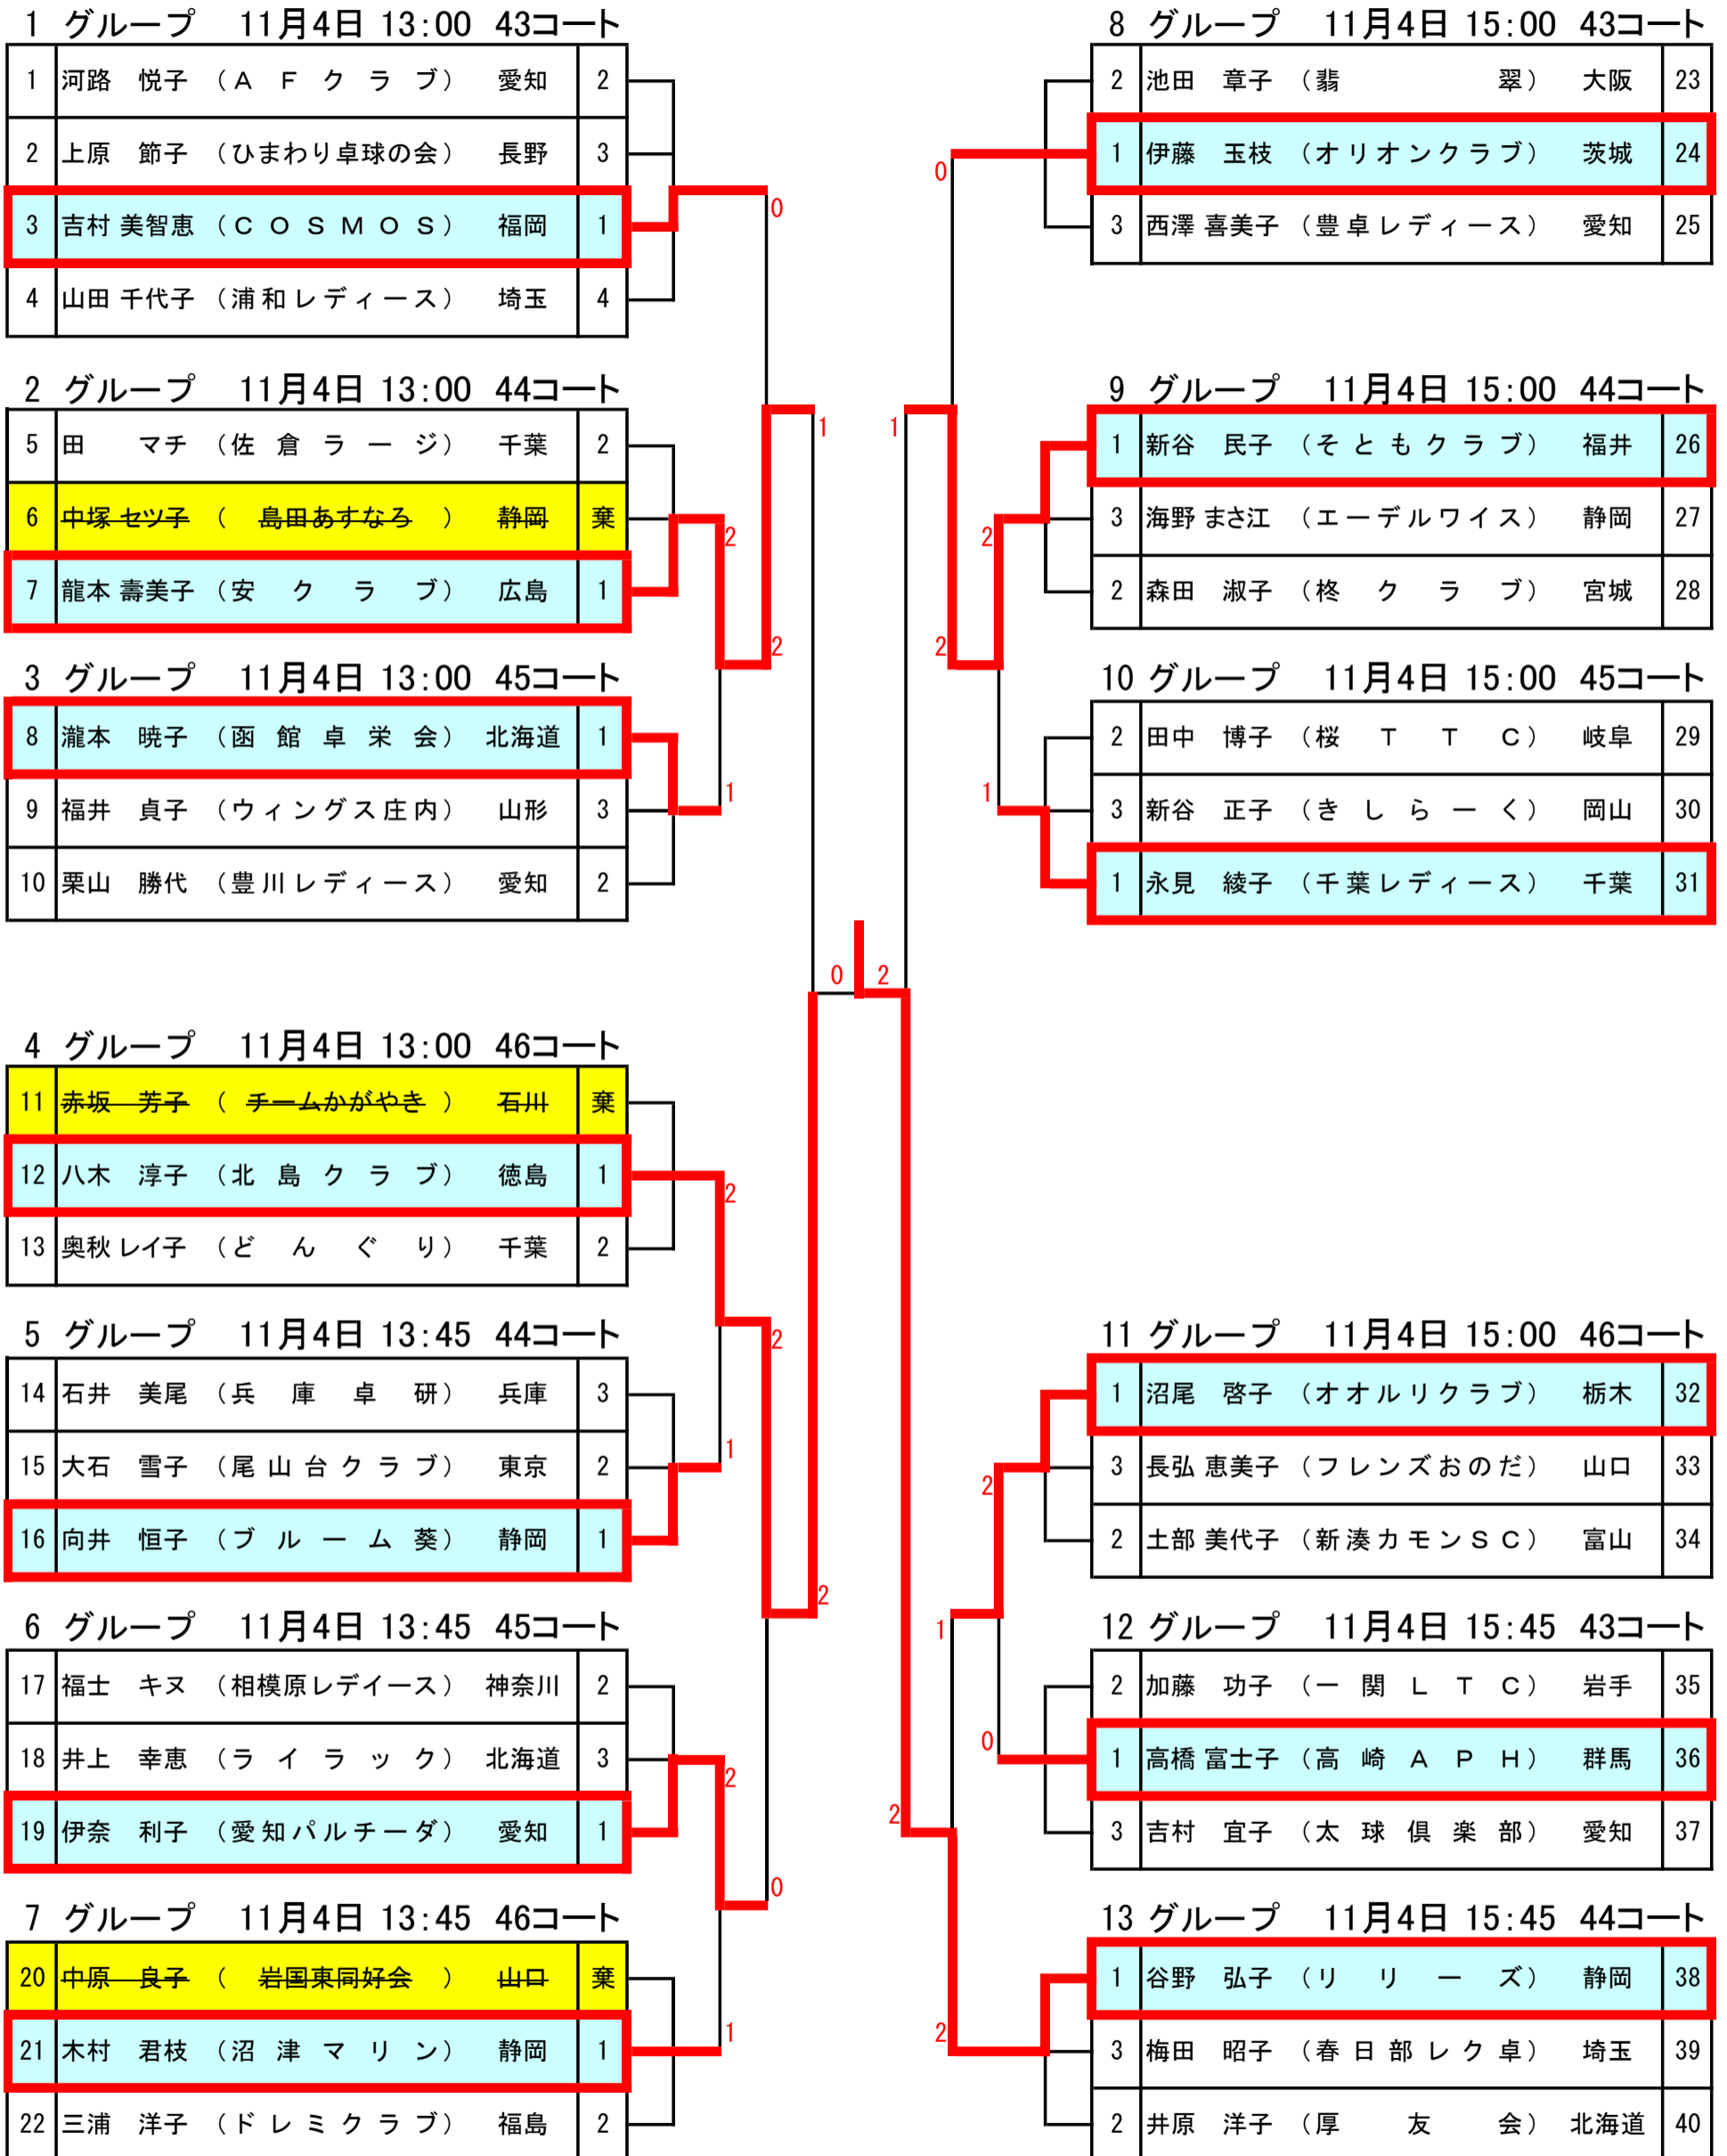 1 グループ 11月4日 13:00 43コート
1 河路 悦子 (AFクラブ) 愛知 2
2 上原 節子 (ひまわり卓球の会) 長野 3
3 吉村 美智恵 (COSMOS) 福岡 1
4 山田 千代子 (浦和レディース) 埼玉 4
0
2 グループ 11月4日 13:00 44コート
5 田 マチ (佐倉ラージ) 千葉 2
6 中塚 セツ子 (島田あすなろ) 静岡 棄
7 龍本 壽美子 (安クラブ) 広島 1
2
1
2
3 グループ 11月4日 13:00 45コート
8 瀧本 暁子 (函館卓栄会) 北海道 1
9 福井 貞子 (ウィングス庄内) 山形 3
10 栗山 勝代 (豊川レディース) 愛知 2
1
0 2
4 グループ 11月4日 13:00 46コート
11 赤坂 芳子 (チームかがやき) 石川 棄
12 八木 淳子 (北島クラブ) 徳島 1
13 奥秋 レイ子 (どんぐり) 千葉 2
2
2
5 グループ 11月4日 13:45 44コート
14 石井 美尾 (兵庫卓研) 兵庫 3
15 大石 雪子 (尾山台クラブ) 東京 2
16 向井 恒子 (ブルーム葵) 静岡 1
1
2
6 グループ 11月4日 13:45 45コート
17 福士 キヌ (相模原レデイース) 神奈川 2
18 井上 幸恵 (ライラック) 北海道 3
19 伊奈 利子 (愛知パルチーダ) 愛知 1
2
0
7 グループ 11月4日 13:45 46コート
20 中原 良子 (岩国東同好会) 山口 棄
21 木村 君枝 (沼津マリン) 静岡 1
22 三浦 洋子 (ドレミクラブ) 福島 2
1
8 グループ 11月4日 15:00 43コート
2 池田 章子 (翡翠) 大阪 23
1 伊藤 玉枝 (オリオンクラブ) 茨城 24
3 西澤 喜美子 (豊卓レディース) 愛知 25
0
9 グループ 11月4日 15:00 44コート
1 新谷 民子 (そともクラブ) 福井 26
3 海野 まさ江 (エーデルワイス) 静岡 27
2 森田 淑子 (柊クラブ) 宮城 28
1
2
2
10 グループ 11月4日 15:00 45コート
2 田中 博子 (桜TTC) 岐阜 29
3 新谷 正子 (きしらーく) 岡山 30
1 永見 綾子 (千葉レディース) 千葉 31
1
11 グループ 11月4日 15:00 46コート
1 沼尾 啓子 (オオルリクラブ) 栃木 32
3 長弘 恵美子 (フレンズおのだ) 山口 33
2 土部 美代子 (新湊カモンSC) 富山 34
2
1
12 グループ 11月4日 15:45 43コート
2 加藤 功子 (一関LTC) 岩手 35
1 高橋 富士子 (高崎APH) 群馬 36
3 吉村 宜子 (太球倶楽部) 愛知 37
0
2
13 グループ 11月4日 15:45 44コート
1 谷野 弘子 (リリーズ) 静岡 38
3 梅田 昭子 (春日部レク卓) 埼玉 39
2 井原 洋子 (厚友会) 北海道 40
2